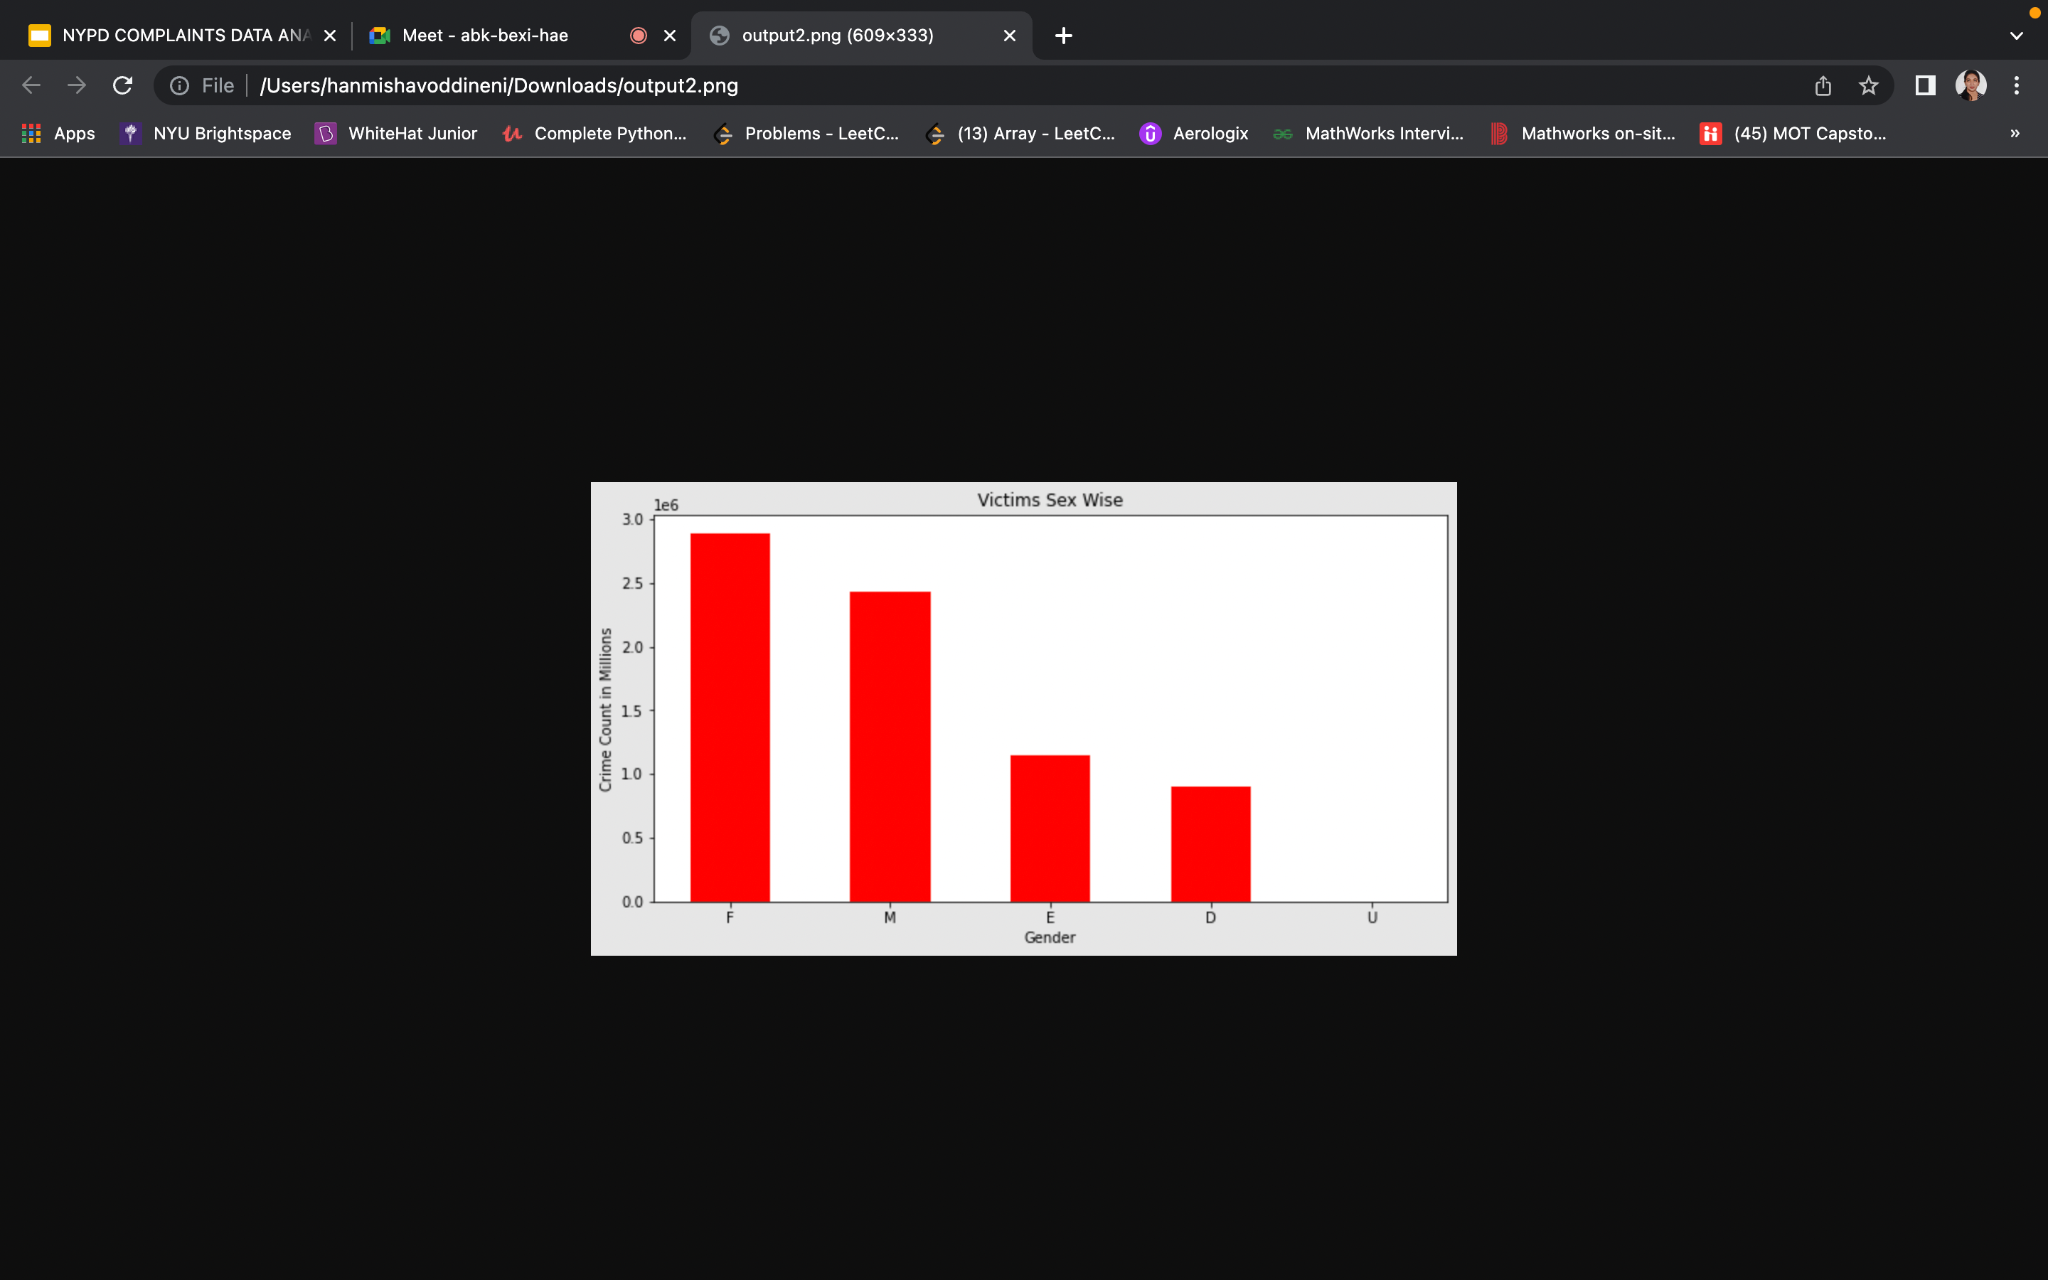 NYPD COMPLAINTS DATA ANA
Meet - abk-bexi-hae
output2.png (609×333)
File
/Users/hanmishavoddineni/Downloads/output2.png
Apps
NYU Brightspace
WhiteHat Junior
Complete Python...
Problems - LeetC...
(13) Array - LeetC...
Aerologix
MathWorks Intervi...
Mathworks on-sit...
(45) MOT Capsto...
»
Victims Sex Wise
1e6
3.0
2.5
2.0
1.5
1.0
0.5
0.0
Crime Count in Millions
F M E D U
Gender